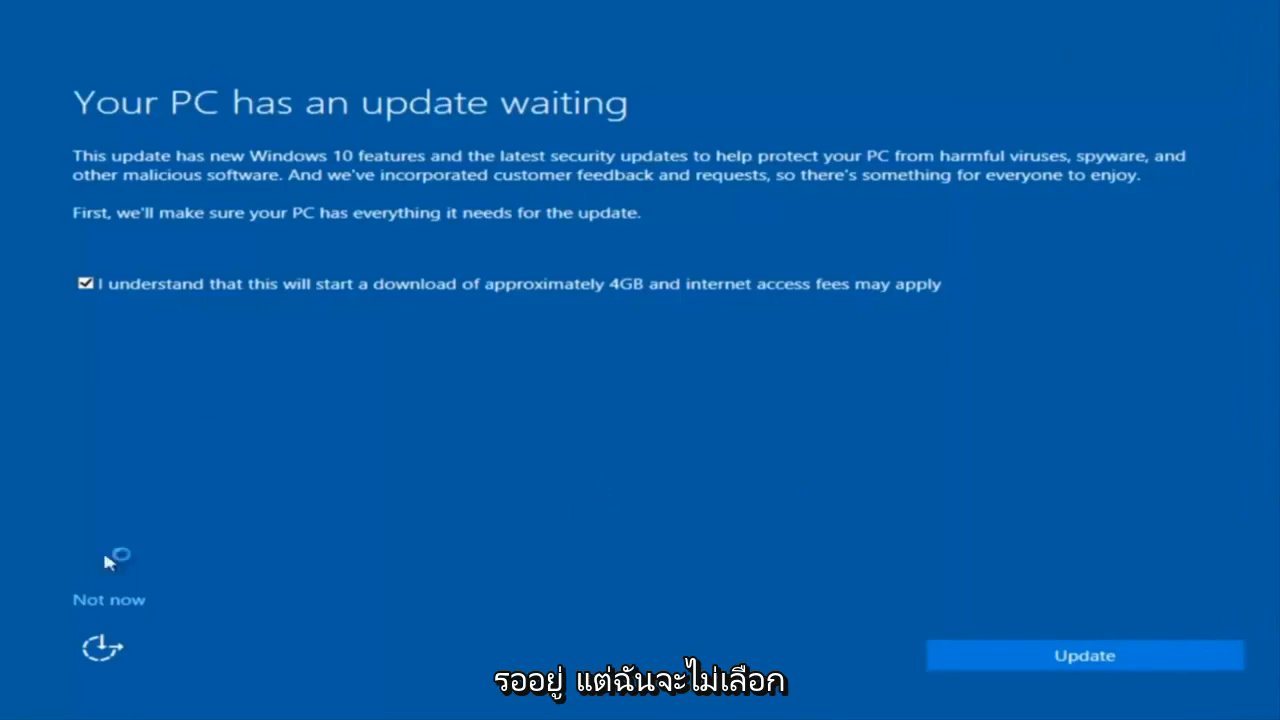 Your PC has an update waiting
This update has new Windows 10 features and the latest security updates to help protect your PC from harmful viruses, spyware, and
other malicious software. And we've incorporated customer feedback and requests, so there's something for everyone to enjoy.
First, we'll make sure your PC has everything it needs for the update.
I understand that this will start a download of approximately 4GB and internet access fees may apply
Not now
Update
รออยู่ แต่ฉันจะไม่เลือก